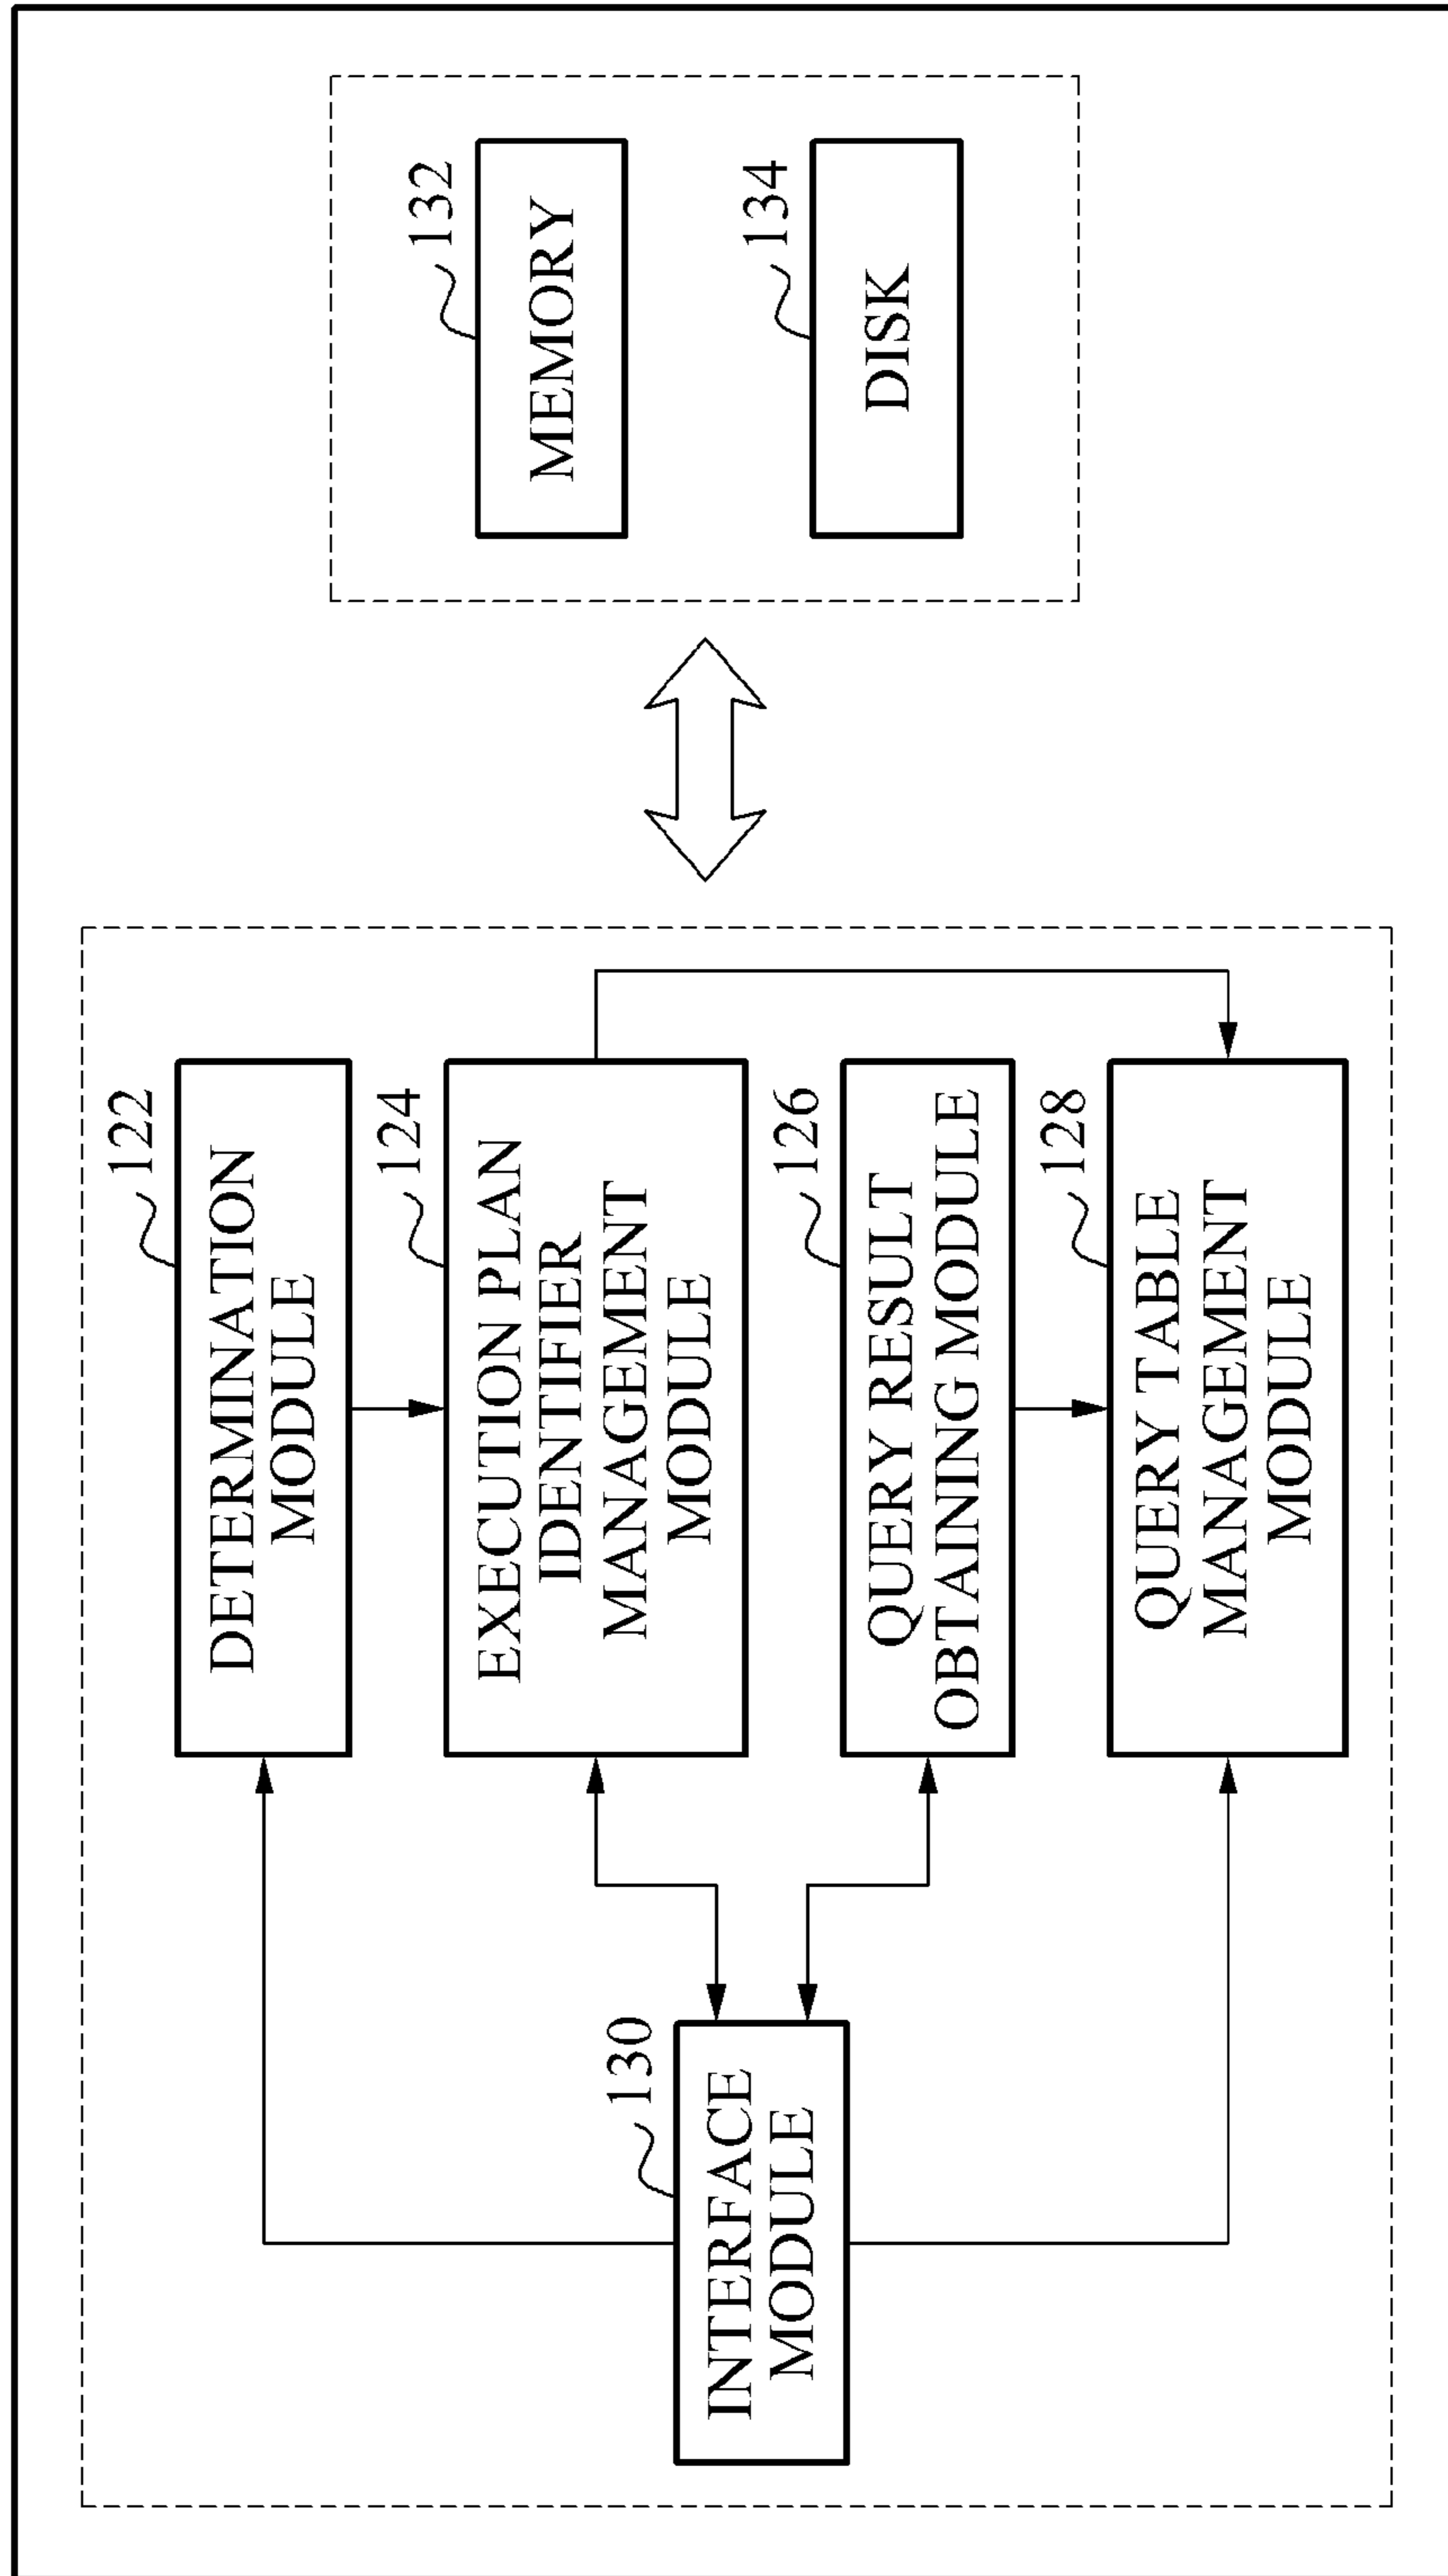 130
INTERFACE
MODULE
122
DETERMINATION
MODULE
124
EXECUTION PLAN
IDENTIFIER
MANAGEMENT
MODULE
126
QUERY RESULT
OBTAINING MODULE
128
QUERY TABLE
MANAGEMENT
MODULE
132
MEMORY
134
DISK